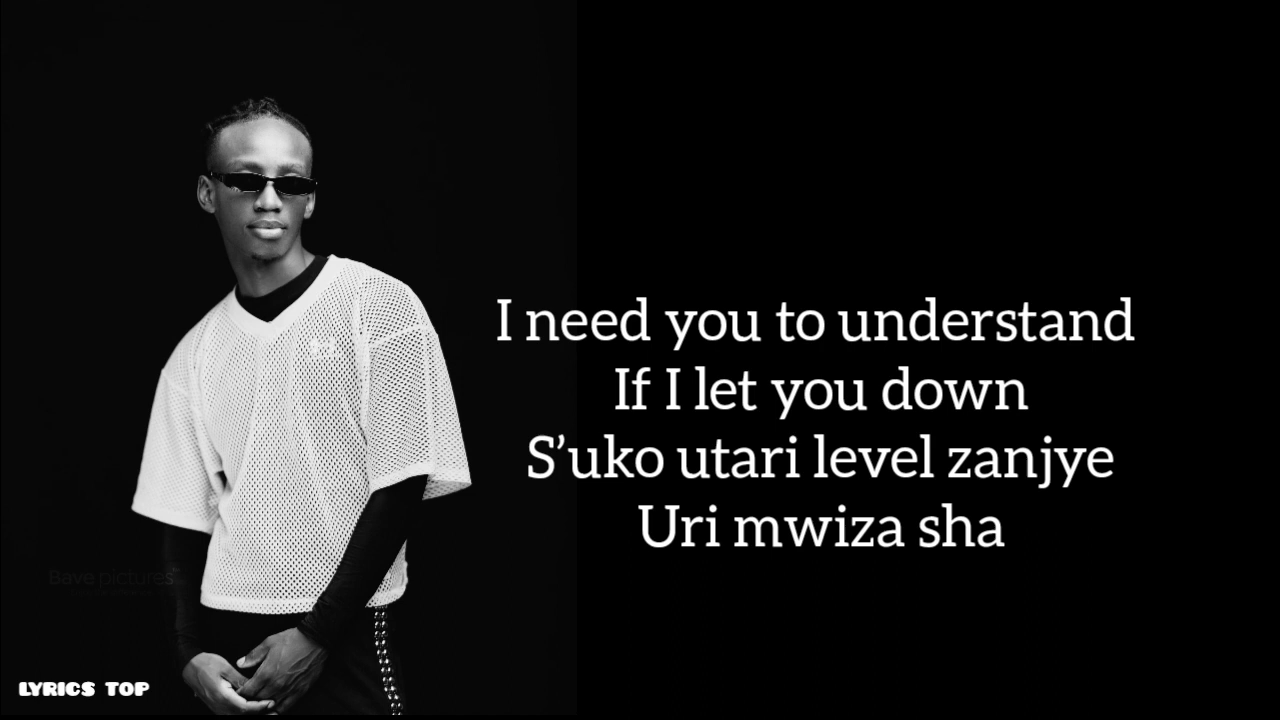 I need you to understand
If I let you down
S’uko utari level zanjye
Uri mwiza sha
Bave pictures
LYRICS TOP